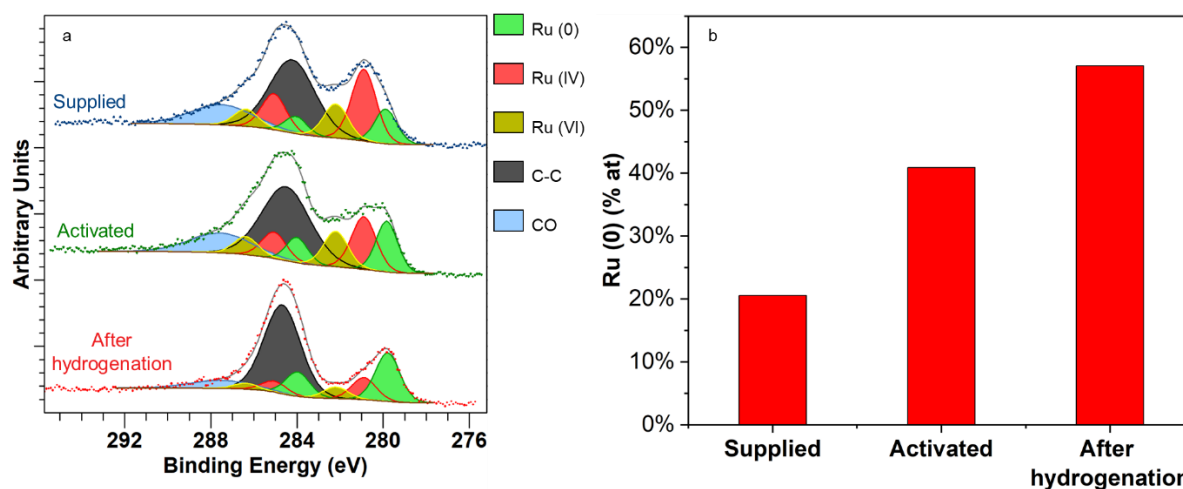 a
Supplied
Activated
After
hydrogenation
Arbitrary Units
292 288 284 280 276
Binding Energy (eV)
Ru (0)
Ru (IV)
Ru (VI)
C-C
CO
b
Ru (0) (% at)
60%
50%
40%
30%
20%
10%
0%
Supplied Activated After
hydrogenation